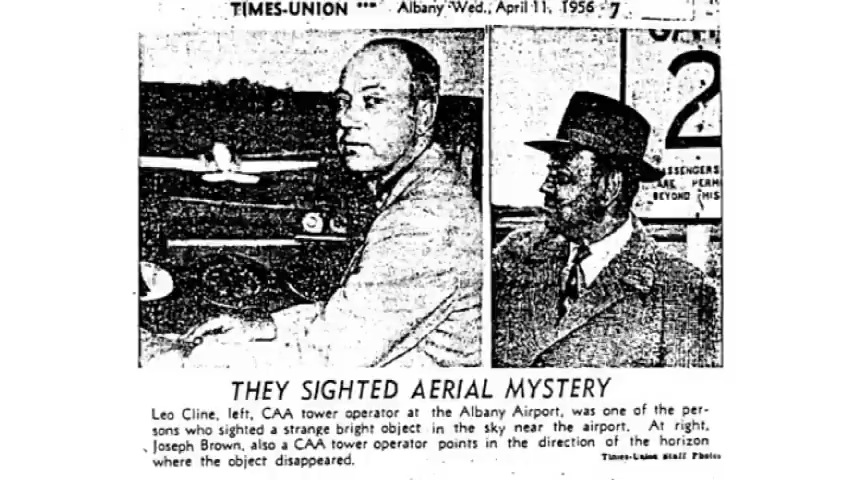 TIMES-UNION *** Albany Wed., April 11, 1956 - 7
2
PASSENGERS
ARE PERM
BEYOND THIS
THEY SIGHTED AERIAL MYSTERY
Leo Cline, left, CAA tower operator at the Albany Airport, was one of the per-
sons who sighted a strange bright object in the sky near the airport. At right,
Joseph Brown, also a CAA tower operator points in the direction of the horizon
where the object disappeared.
Times-Union Staff Photos